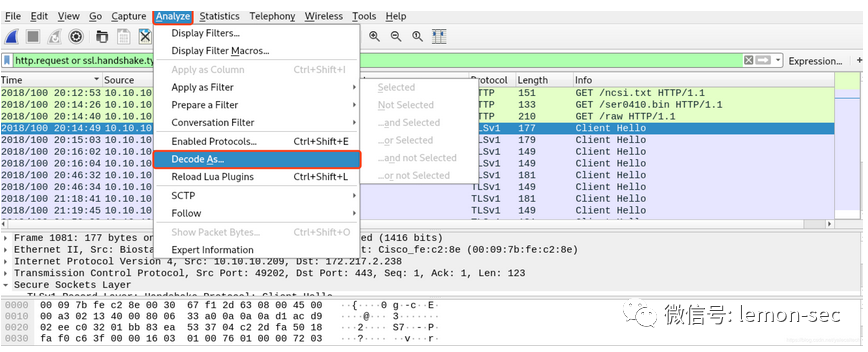 File Edit View Go Capture Analyze Statistics Telephony Wireless Tools Help
Display Filters...
Display Filter Macros...
Apply as Column Ctrl+Shift+I
Apply as Filter
Prepare a Filter
Conversation Filter
Enabled Protocols... Ctrl+Shift+E
Decode As...
Reload Lua Plugins Ctrl+Shift+L
SCTP
Follow
Show Packet Bytes... Ctrl+Shift+O
Expert Information
Selected
Not Selected
...and Selected
...or Selected
...and not Selected
...or not Selected
http.request or ssl.handshake.ty Expression... +
Time Source Protocol Length Info
2018/100 20:12:53 10.10.10 TTP 151 GET /ncsi.txt HTTP/1.1
2018/100 20:14:26 10.10.10 TTP 133 GET /ser0410.bin HTTP/1.1
2018/100 20:14:40 10.10.10 TTP 210 GET /raw HTTP/1.1
2018/100 20:14:49 10.10.10 LSv1 177 Client Hello
2018/100 20:15:03 10.10.10 LSv1 179 Client Hello
2018/100 20:16:02 10.10.10 LSv1 149 Client Hello
2018/100 20:16:04 10.10.10 LSv1 149 Client Hello
2018/100 20:46:32 10.10.10 LSv1 181 Client Hello
2018/100 20:46:34 10.10.10 TLSv1 149 Client Hello
2018/100 21:18:41 10.10.10 TLSv1 181 Client Hello
2018/100 21:19:45 10.10.10 TLSv1 149 Client Hello
Frame 1081: 177 bytes on ed (1416 bits)
Ethernet II, Src: Biosta Cisco_fe:c2:8e (00:09:7b:fe:c2:8e)
Internet Protocol Version 4, Src: 10.10.10.209, Dst: 172.217.2.238
Transmission Control Protocol, Src Port: 49202, Dst Port: 443, Seq: 1, Ack: 1, Len: 123
Secure Sockets Layer
TLSv1 Record Layer: Handshake Protocol: Client Hello
0000 00 09 7b fe c2 8e 00 30 67 f1 2d 63 08 00 45 00 ··{····0 g·-c··E·
0010 00 a3 02 13 40 00 80 06 33 a0 0a 0a 0a d1 ac d9 ····@··· 3·······
0020 02 ee c0 32 01 bb 83 ea 53 37 04 c2 2d fa 50 18 ···2···· S7··-·P·
0030 fa f0 c6 3f 00 00 16 03 01 00 76 01 00 00 72 03 ···?···· ··v···r·
微信号: lemon-sec